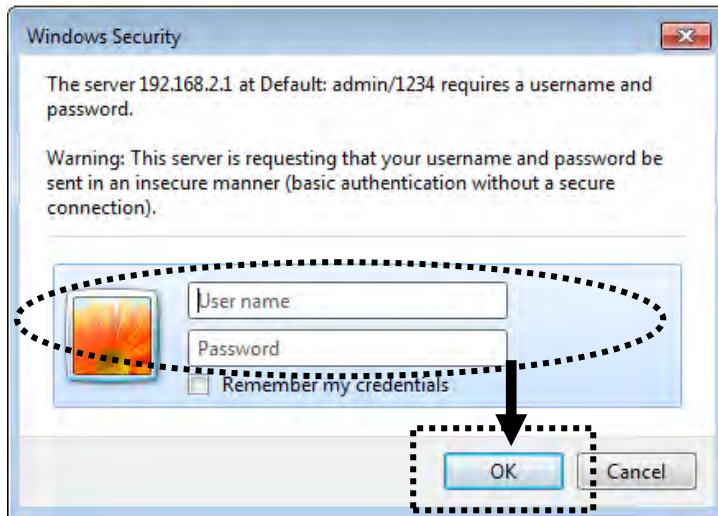 Windows Security
The server 192.168.2.1 at Default: admin/1234 requires a username and
password.
Warning: This server is requesting that your username and password be
sent in an insecure manner (basic authentication without a secure
connection).
User name
Password
Remember my credentials
OK Cancel